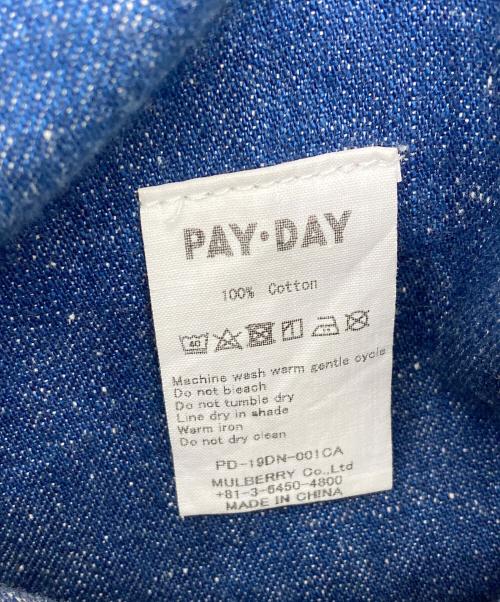 PAY·DAY
100% Cotton
40
Machine wash warm gentle cycle
Do not bleach
Do not tumble dry
Line dry in shade
Warm iron
Do not dry clean
PD-19DN-001CA
MULBERRY Co.,Ltd
+81-3-5450-4800
MADE IN CHINA